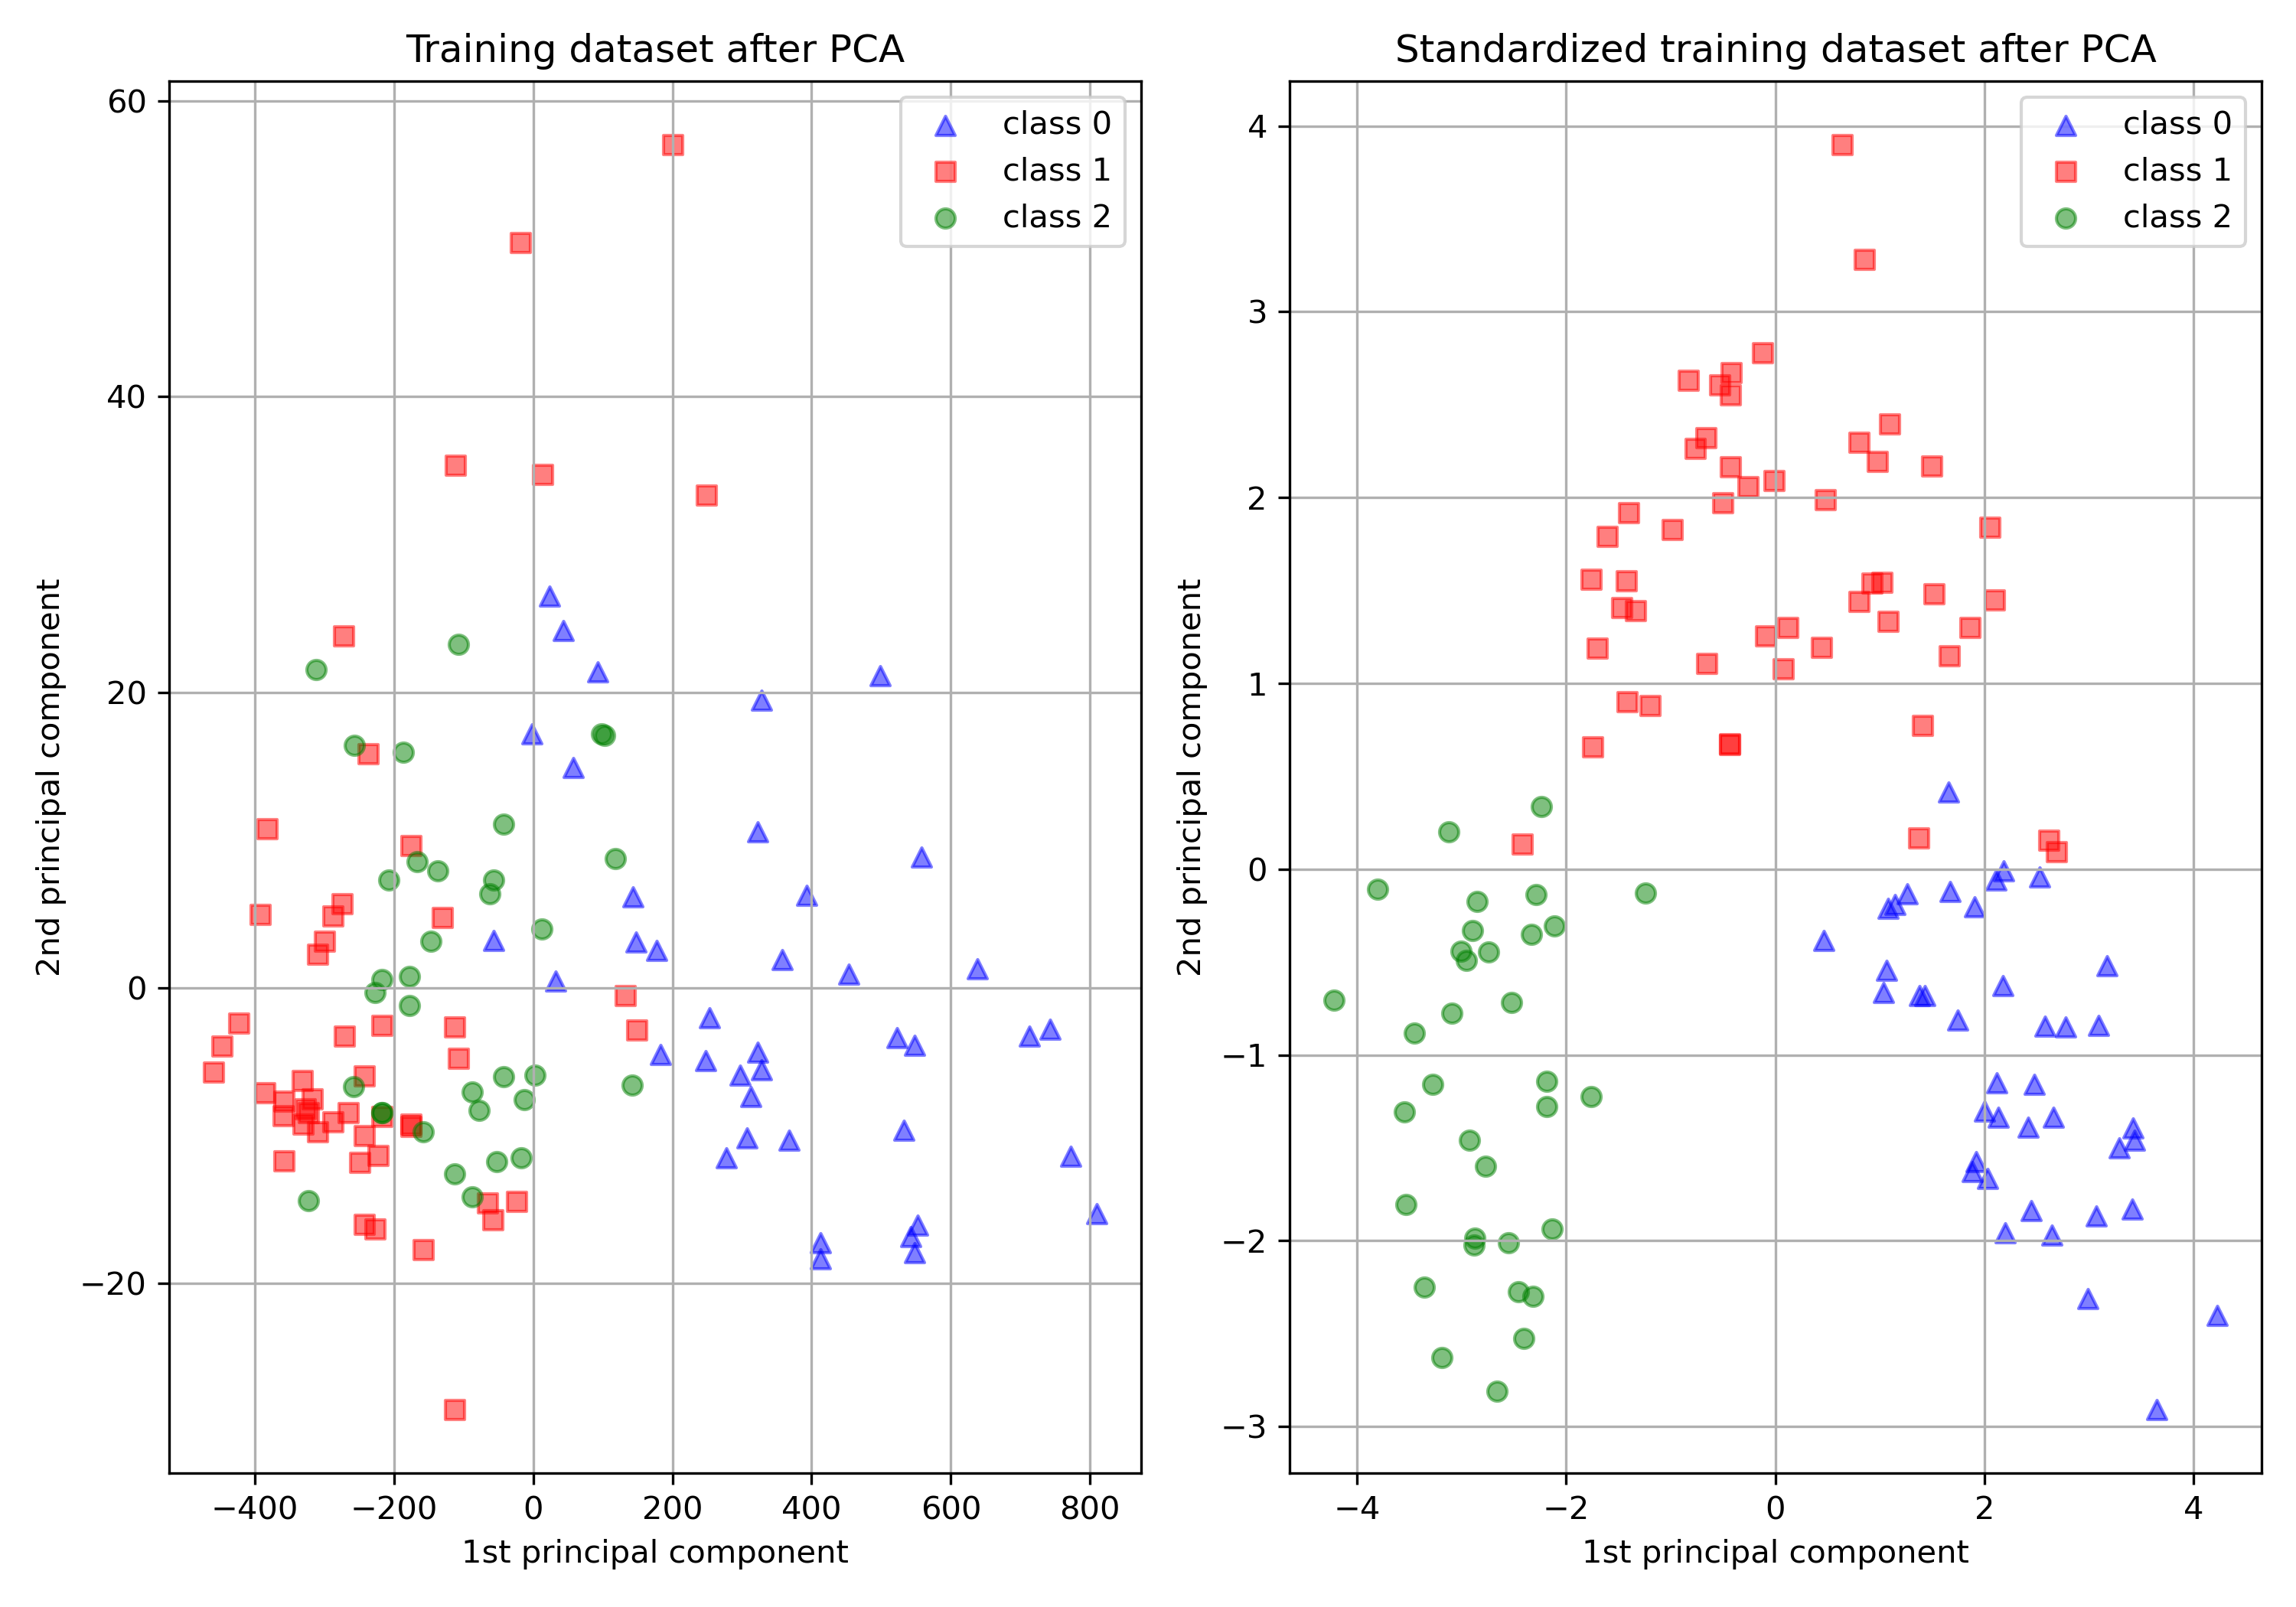 Training dataset after PCA
60
40
20
0
−20
2nd principal component
class 0
class 1
class 2
−400 −200 0 200 400 600 800
1st principal component
Standardized training dataset after PCA
4
3
2
1
0
−1
−2
−3
2nd principal component
class 0
class 1
class 2
−4 −2 0 2 4
1st principal component